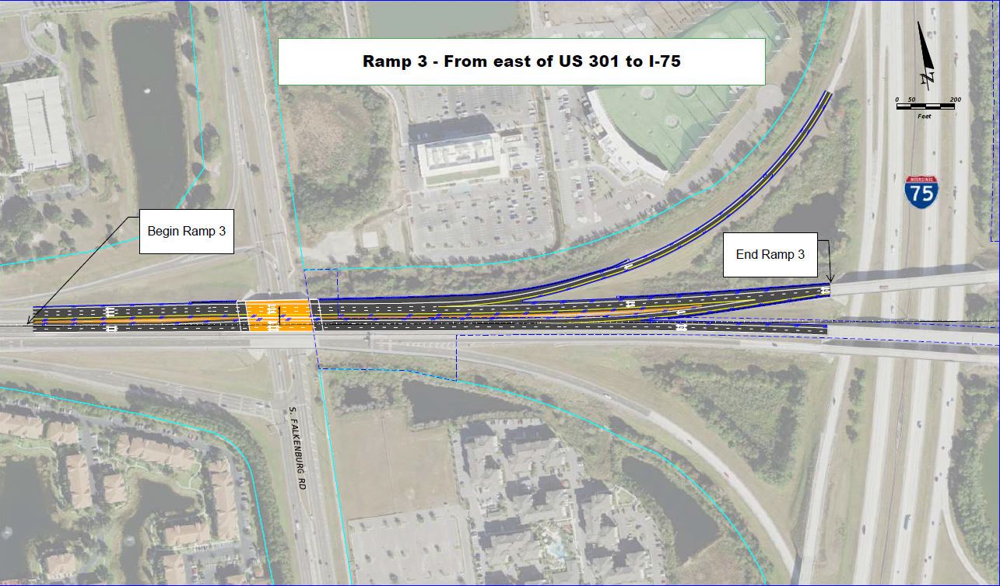 Ramp 3 - From east of US 301 to I-75
N
0 50 200
Feet
INTERSTATE
75
Begin Ramp 3
End Ramp 3
S. FALKENBURG RD